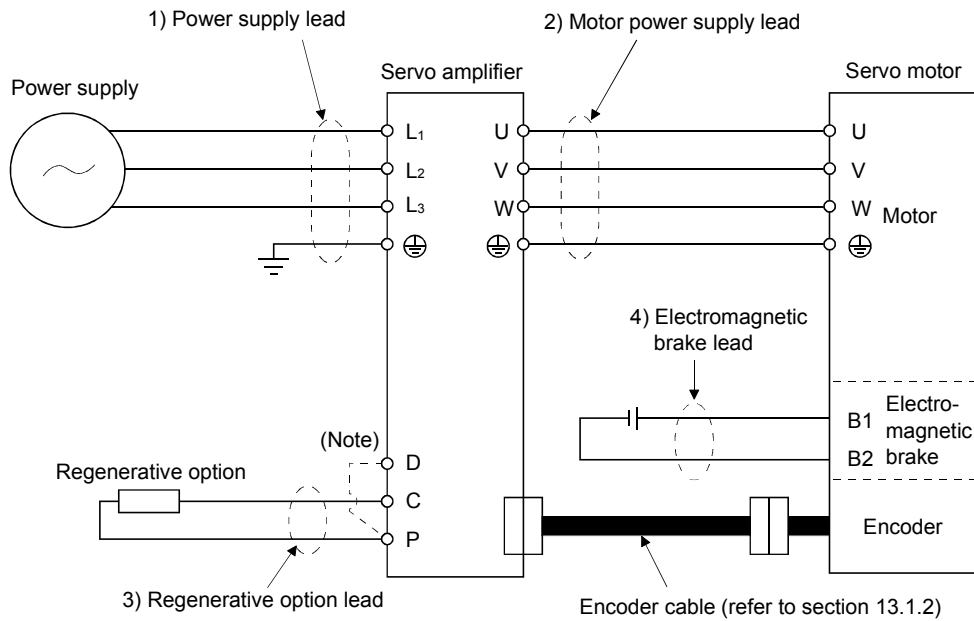 1) Power supply lead
2) Motor power supply lead
Servo amplifier
Servo motor
Power supply
L1
U
U
L2
V
V
L3
W
W
Motor
4) Electromagnetic
brake lead
B1
Electro-
magnetic
brake
B2
(Note)
D
Regenerative option
C
P
Encoder
3) Regenerative option lead
Encoder cable (refer to section 13.1.2)